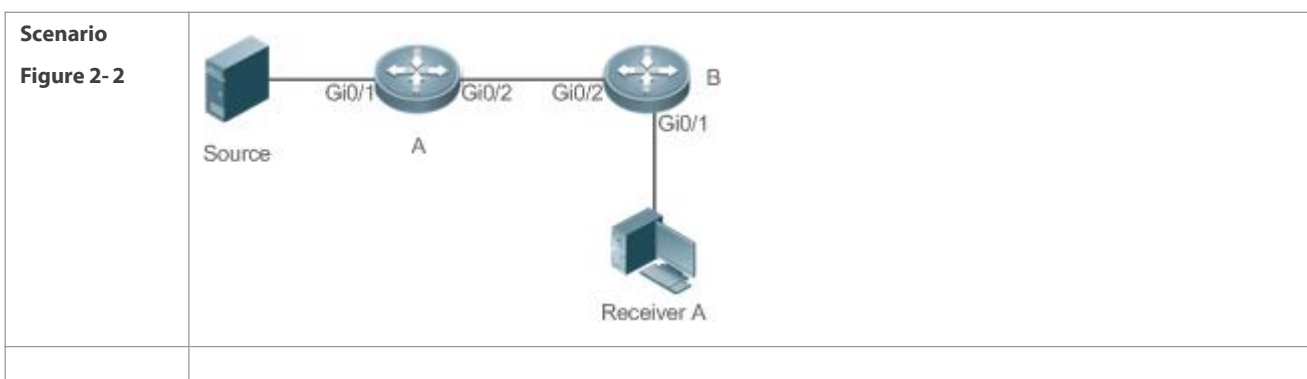 Scenario
Figure 2- 2
Gi0/1
Gi0/2
Gi0/2
B
Gi0/1
Source
A
Receiver A